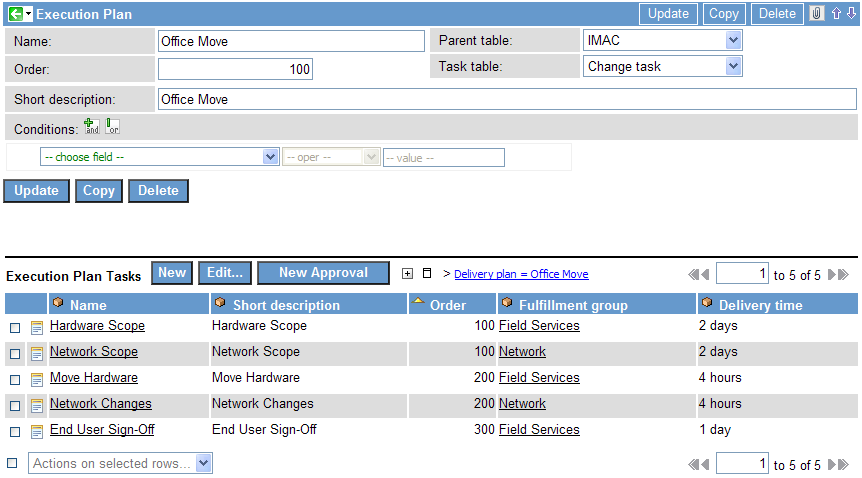 Execution Plan Update Copy Delete
Name: Office Move Parent table: IMAC
Order: 100 Task table: Change task
Short description: Office Move
Conditions: and or
-- choose field -- -- oper -- -- value --
Update Copy Delete
Execution Plan Tasks New Edit... New Approval > Delivery plan = Office Move 1 to 5 of 5
Name Short description Order Fulfillment group Delivery time
Hardware Scope Hardware Scope 100 Field Services 2 days
Network Scope Network Scope 100 Network 2 days
Move Hardware Move Hardware 200 Field Services 4 hours
Network Changes Network Changes 200 Network 4 hours
End User Sign-Off End User Sign-Off 300 Field Services 1 day
Actions on selected rows... 1 to 5 of 5